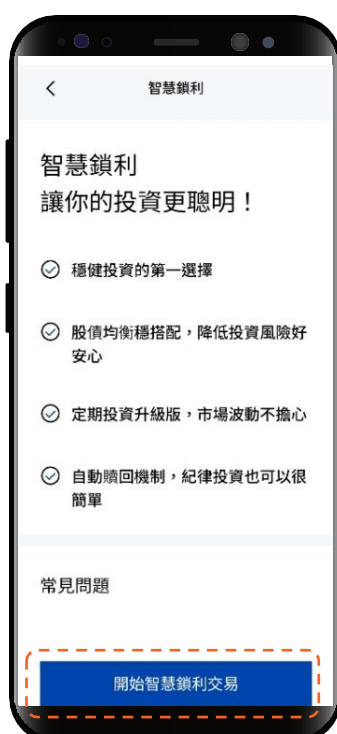 智慧鎖利
智慧鎖利
讓你的投資更聰明！
穩健投資的第一選擇
股債均衡穩搭配，降低投資風險好
安心
定期投資升級版，市場波動不擔心
自動贖回機制，紀律投資也可以很
簡單
常見問題
開始智慧鎖利交易